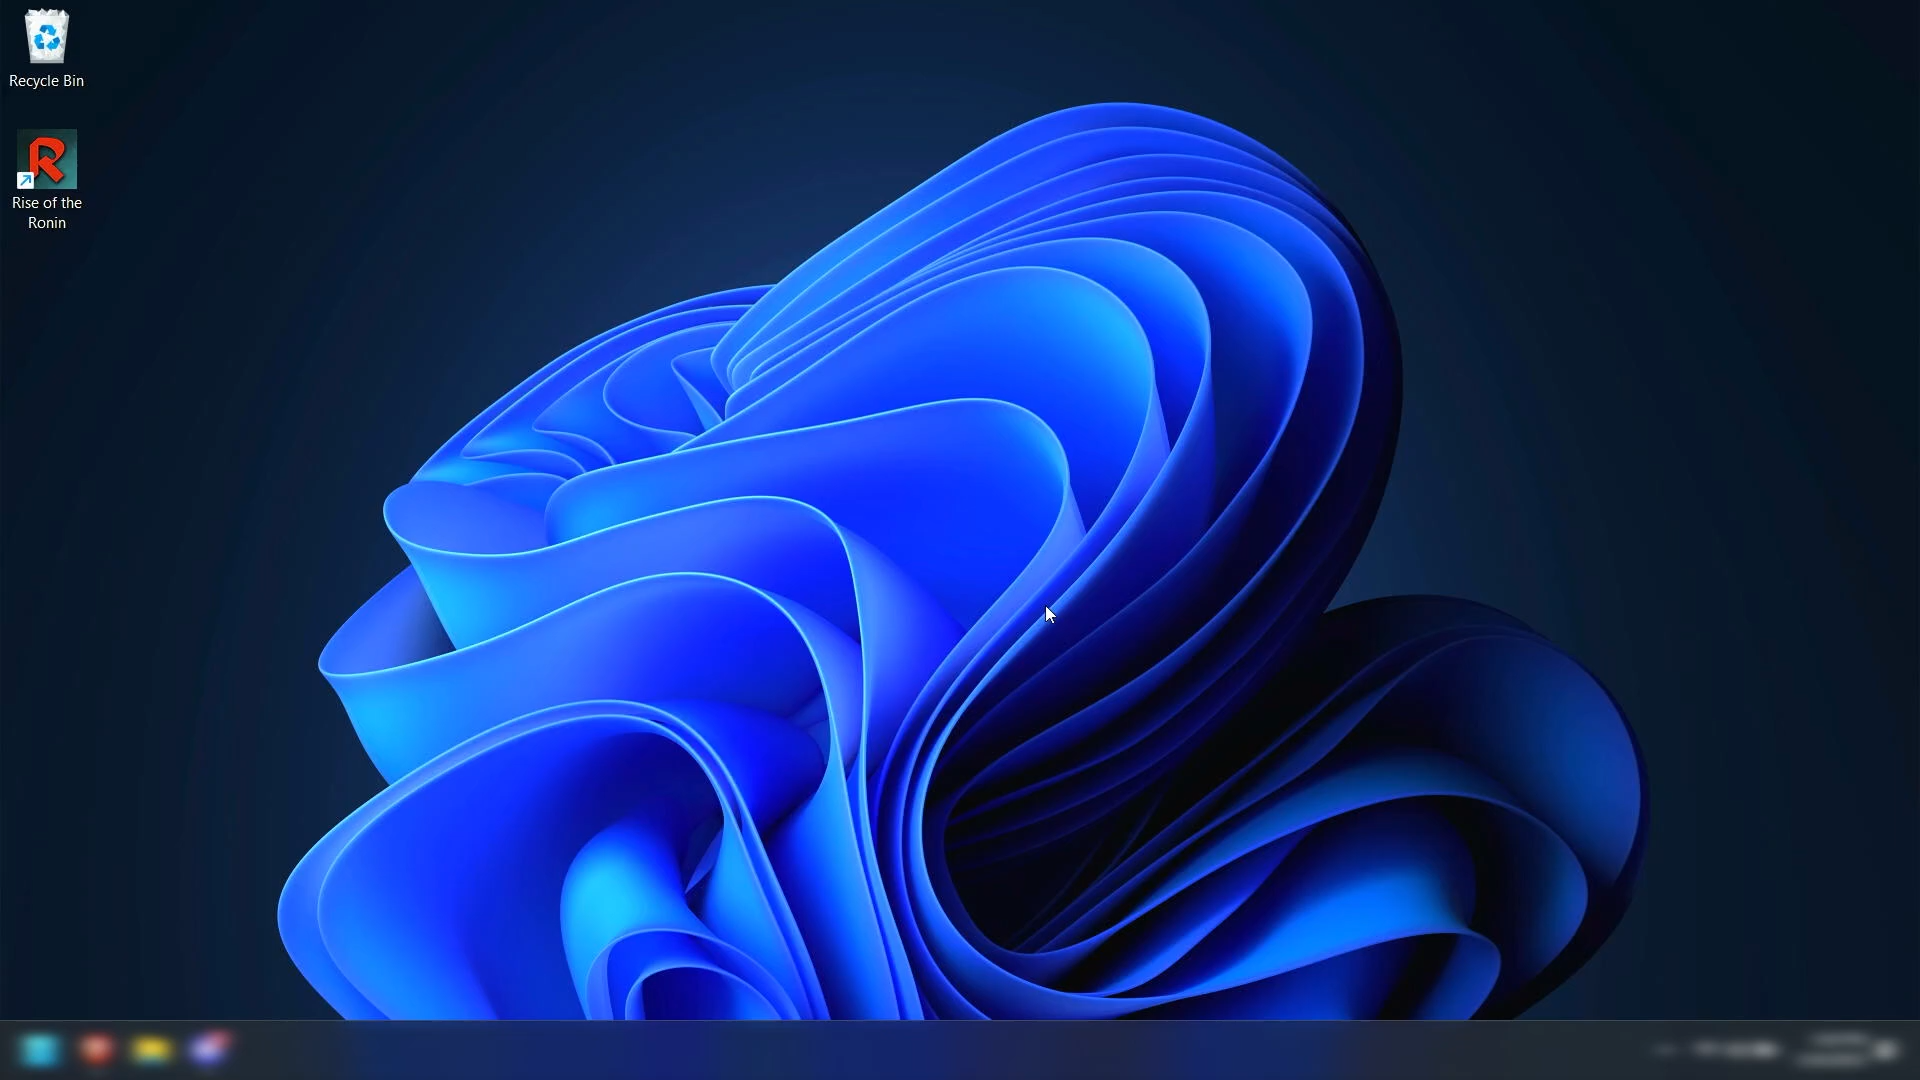 Recycle Bin
Rise of the
Ronin